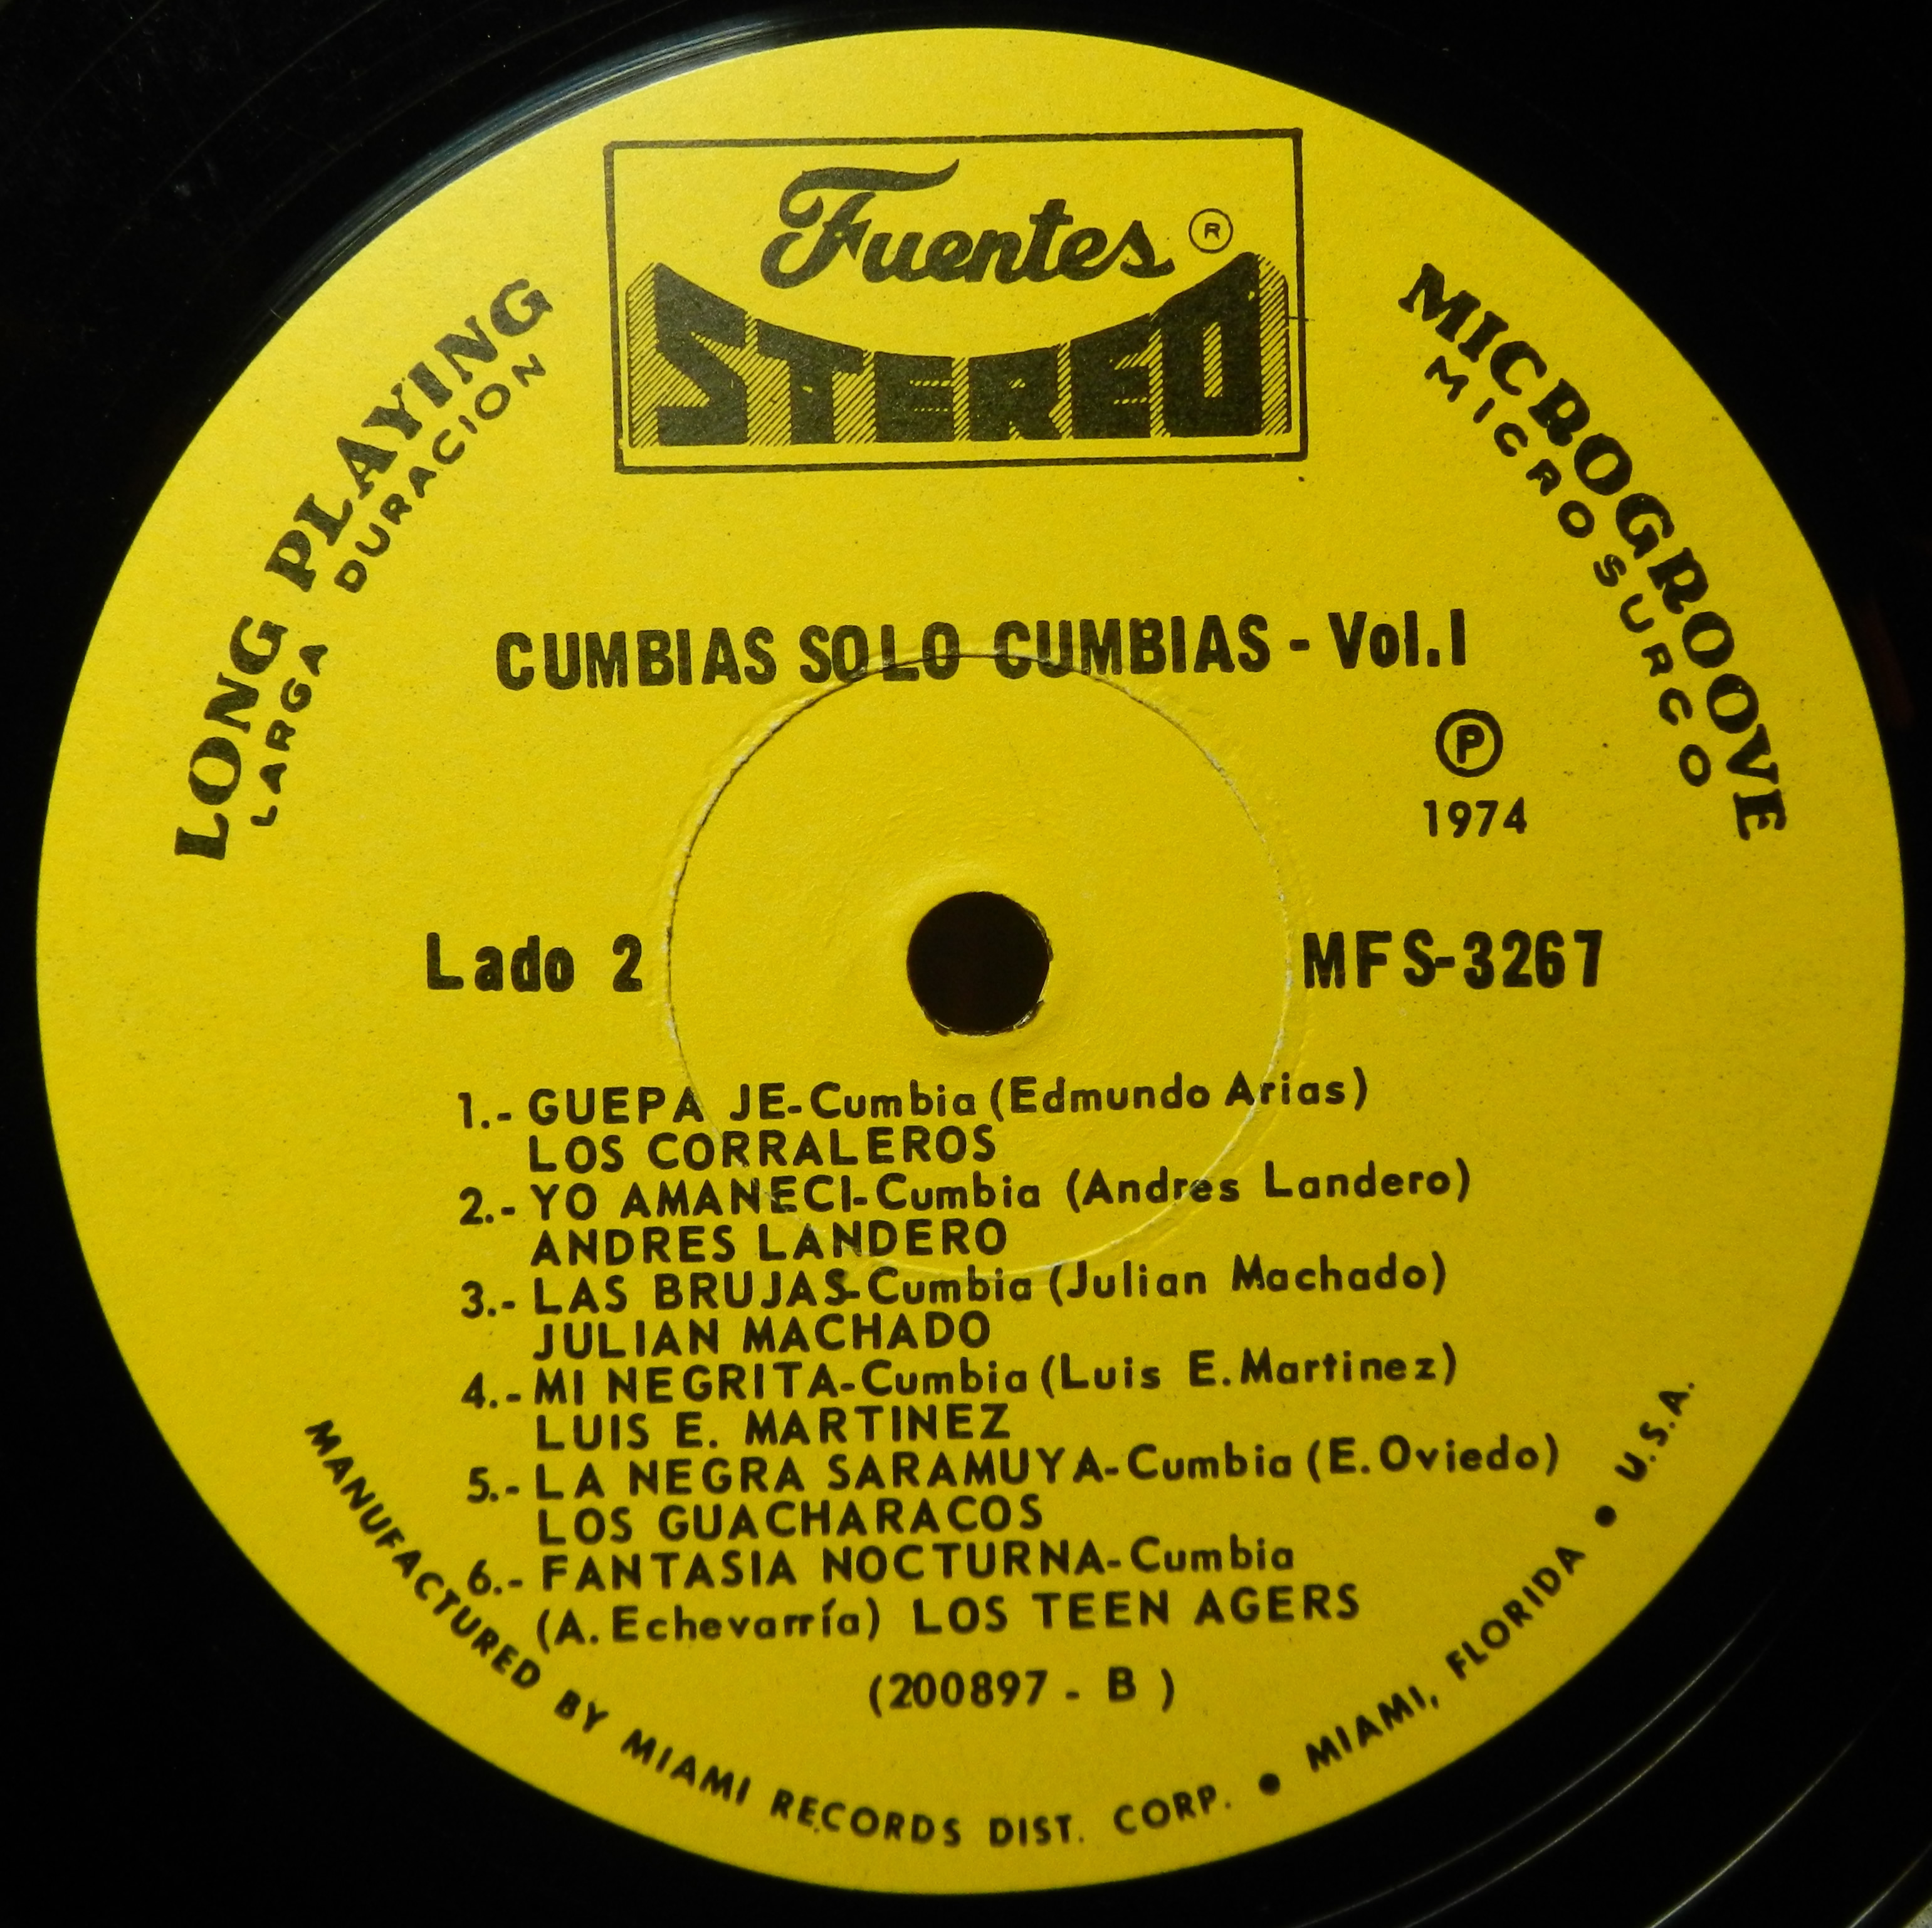 Fuentes ®
STEREO
LONG PLAYING
LARGA DURACION
MICROGROOVE
MICROSURCO
CUMBIAS SOLO CUMBIAS - Vol. I
Ⓟ
1974
Lado 2
MFS-3267
1.- GUEPA JE-Cumbia (Edmundo Arias)
LOS CORRALEROS
2.- YO AMANECI-Cumbia (Andres Landero)
ANDRES LANDERO
3.- LAS BRUJAS-Cumbia (Julian Machado)
JULIAN MACHADO
4.- MI NEGRITA-Cumbia (Luis E. Martinez)
LUIS E. MARTINEZ
5.- LA NEGRA SARAMUYA-Cumbia (E. Oviedo)
LOS GUACHARACOS
6.- FANTASIA NOCTURNA-Cumbia
(A. Echevarría) LOS TEEN AGERS
(200897 - B )
MANUFACTURED BY MIAMI RECORDS DIST. CORP. • MIAMI, FLORIDA • U.S.A.